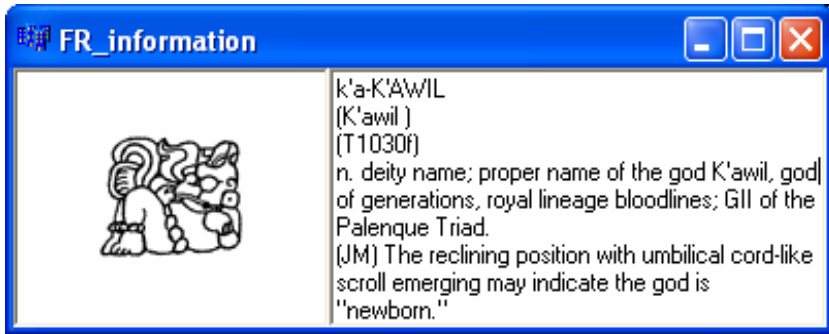 FR_information
k'a-K'AWIL
(K'awil )
(T1030f)
n. deity name; proper name of the god K'awil, god
of generations, royal lineage bloodlines; GII of the
Palenque Triad.
(JM) The reclining position with umbilical cord-like
scroll emerging may indicate the god is
"newborn."